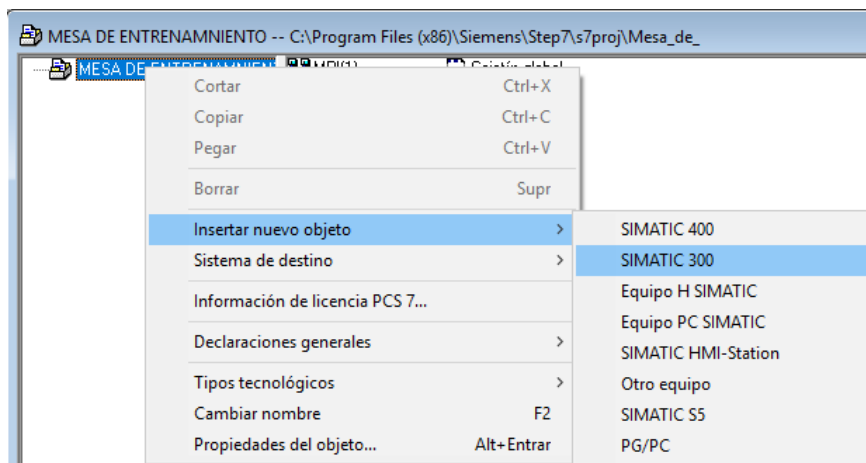 MESA DE ENTRENAMNIENTO -- C:\Program Files (x86)\Siemens\Step7\s7proj\Mesa_de_
MESA DE ENTRENAMNIENT MPI(1) Cajetín global
Cortar Ctrl+X
Copiar Ctrl+C
Pegar Ctrl+V
Borrar Supr
Insertar nuevo objeto >
Sistema de destino >
Información de licencia PCS 7...
Declaraciones generales >
Tipos tecnológicos >
Cambiar nombre F2
Propiedades del objeto... Alt+Entrar
SIMATIC 400
SIMATIC 300
Equipo H SIMATIC
Equipo PC SIMATIC
SIMATIC HMI-Station
Otro equipo
SIMATIC S5
PG/PC